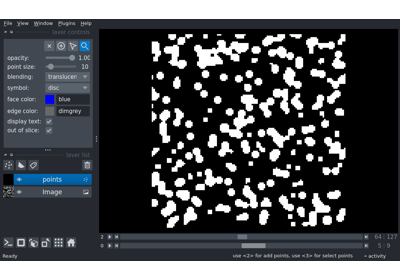 File View Window Plugins Help
layer controls
opacity: 1.00
point size: 10
blending: translucen
symbol: disc
face color: blue
edge color: dimgrey
display text:
out of slice:
layer list
points
Image
2 64 127
0 5 9
use <2> for add points, use <3> for select points activity